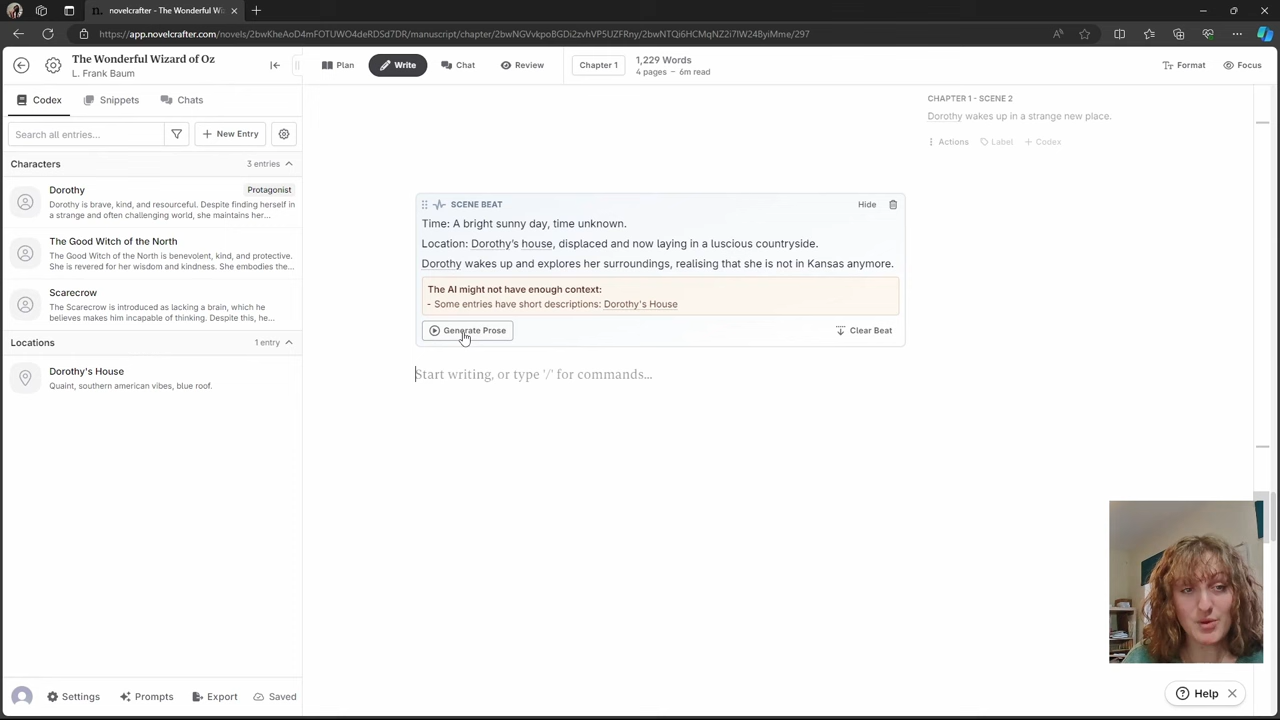 novelcrafter - The Wonderful Wi
https://app.novelcrafter.com/novels/2bwKheAoD4mFOTUWO4deRDSd7DR/manuscript/chapter/2bwNGVvkpoBGDi2zvhVP5UZFRny/2bwNTQi6HCMqNZ2i7IW24ByiMme/297
The Wonderful Wizard of Oz
L. Frank Baum
Plan
Write
Chat
Review
Chapter 1
1,229 Words
4 pages – 6m read
Format
Focus
Codex
Snippets
Chats
Search all entries...
+ New Entry
Characters
3 entries
Dorothy
Protagonist
Dorothy is brave, kind, and resourceful. Despite finding herself in
a strange and often challenging world, she maintains her...
The Good Witch of the North
The Good Witch of the North is benevolent, kind, and protective.
She is revered for her wisdom and kindness. She embodies the...
Scarecrow
The Scarecrow is introduced as lacking a brain, which he
believes makes him incapable of thinking. Despite this, he...
Locations
1 entry
Dorothy's House
Quaint, southern american vibes, blue roof.
CHAPTER 1 - SCENE 2
Dorothy wakes up in a strange new place.
Actions
Label
+ Codex
SCENE BEAT
Hide
Time: A bright sunny day, time unknown.
Location: Dorothy's house, displaced and now laying in a luscious countryside.
Dorothy wakes up and explores her surroundings, realising that she is not in Kansas anymore.
The AI might not have enough context:
- Some entries have short descriptions: Dorothy's House
Generate Prose
Clear Beat
Start writing, or type '/' for commands...
Settings
Prompts
Export
Saved
Help